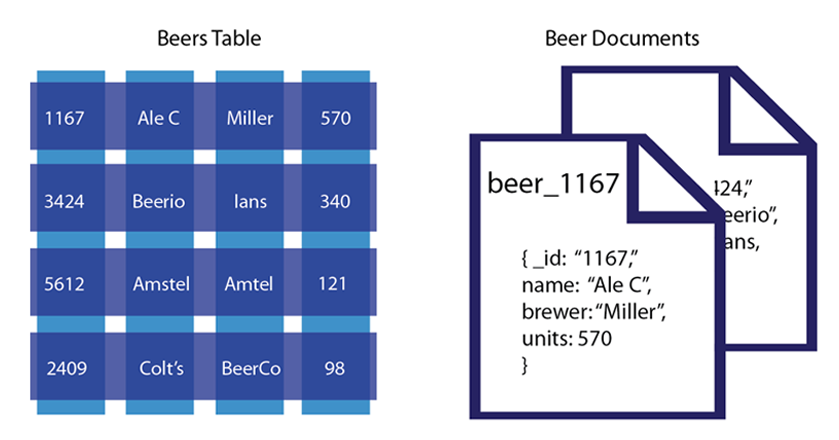 Beers Table
1167 Ale C Miller 570
3424 Beerio Ians 340
5612 Amstel Amtel 121
2409 Colt's BeerCo 98
Beer Documents
beer_1167
{ _id: “1167,”
name: “Ale C”,
brewer:“Miller”,
units: 570
}
424,”
eerio”,
ans,